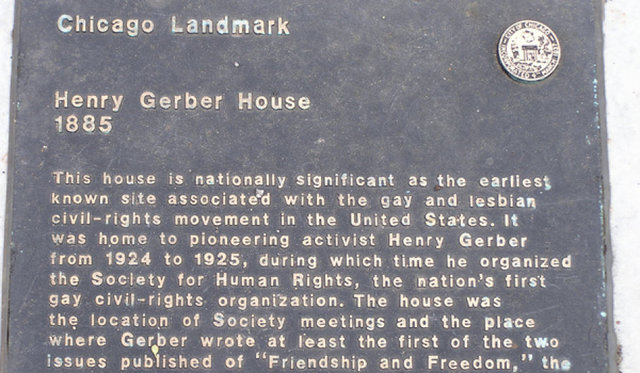 Chicago Landmark
Henry Gerber House
1885
This house is nationally significant as the earliest
known site associated with the gay and lesbian
civil-rights movement in the United States. It
was home to pioneering activist Henry Gerber
from 1924 to 1925, during which time he organized
the Society for Human Rights, the nation's first
gay civil-rights organization. The house was
the location of Society meetings and the place
where Gerber wrote at least the first of the two
issues published of "Friendship and Freedom," the